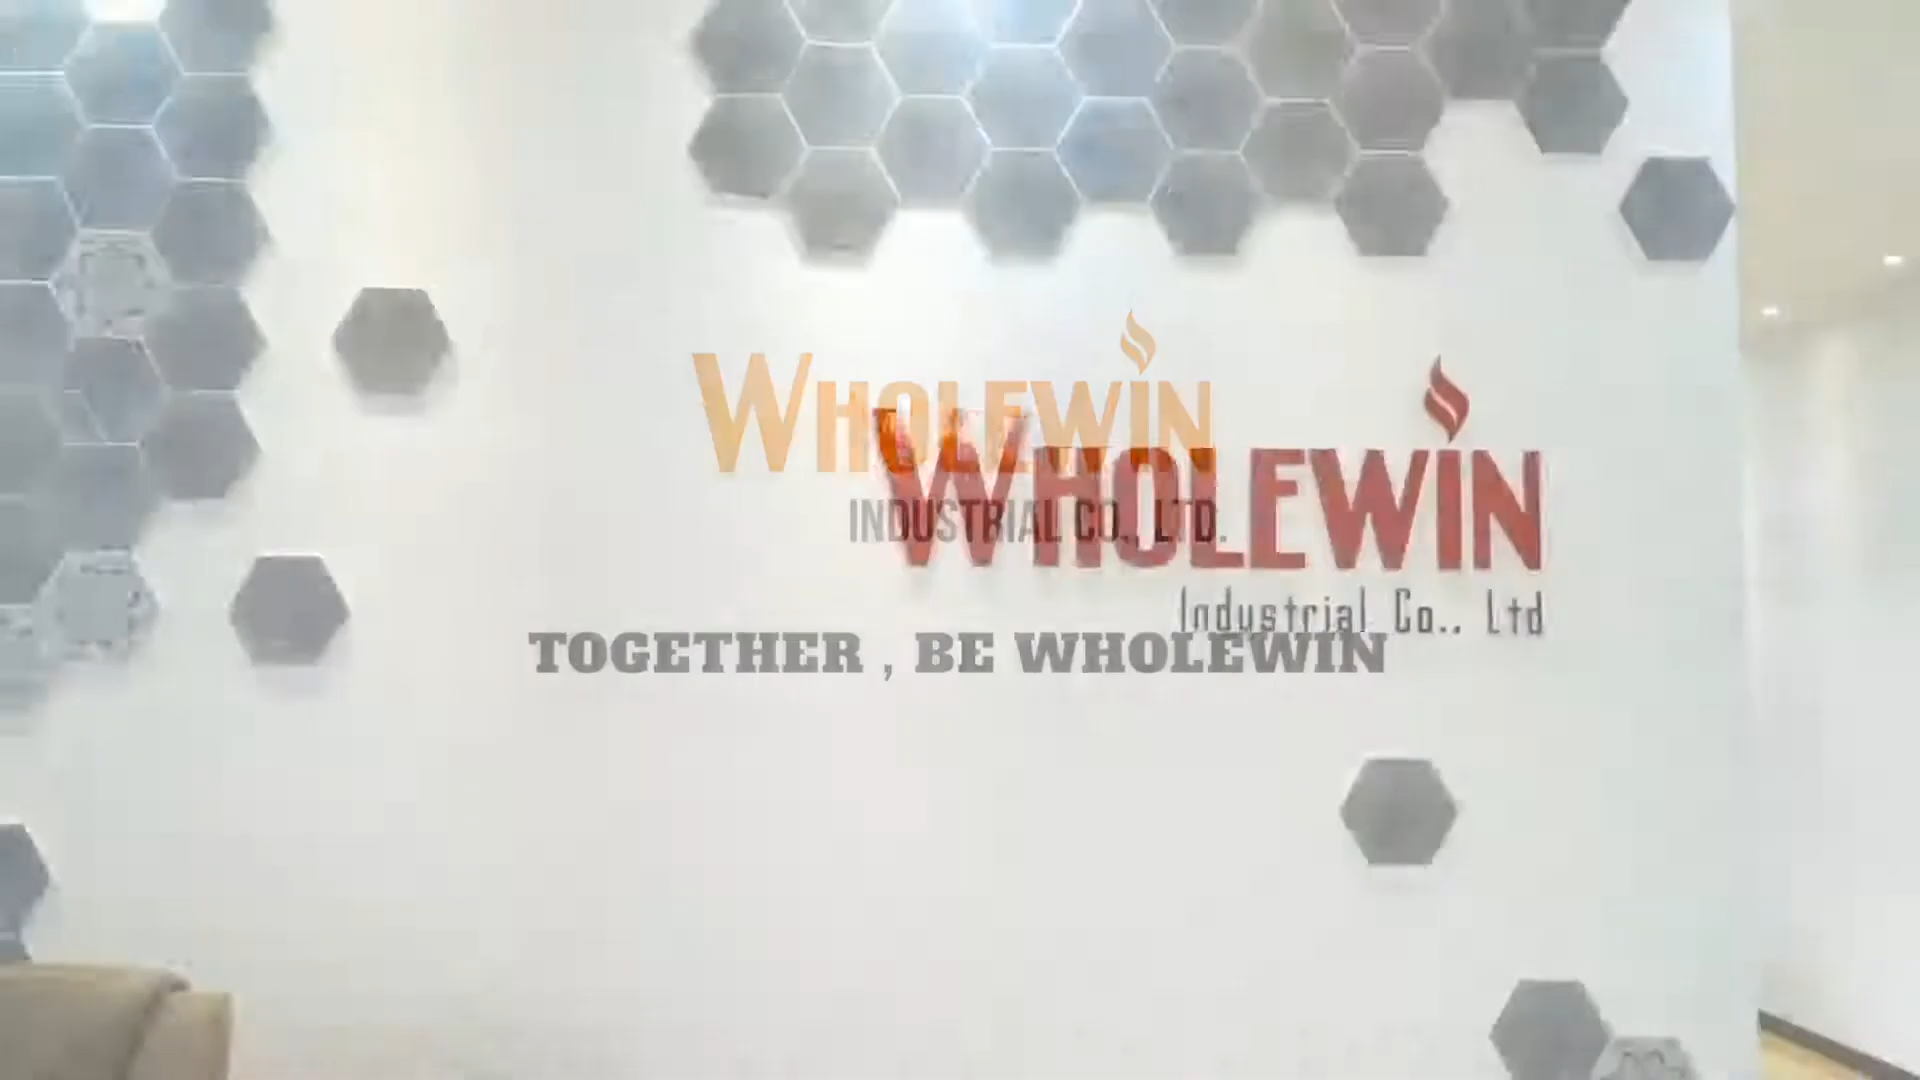 WHOLEWIN
INDUSTRIAL CO., LTD.
WHOLEWIN
Industrial Co., Ltd
TOGETHER , BE WHOLEWIN